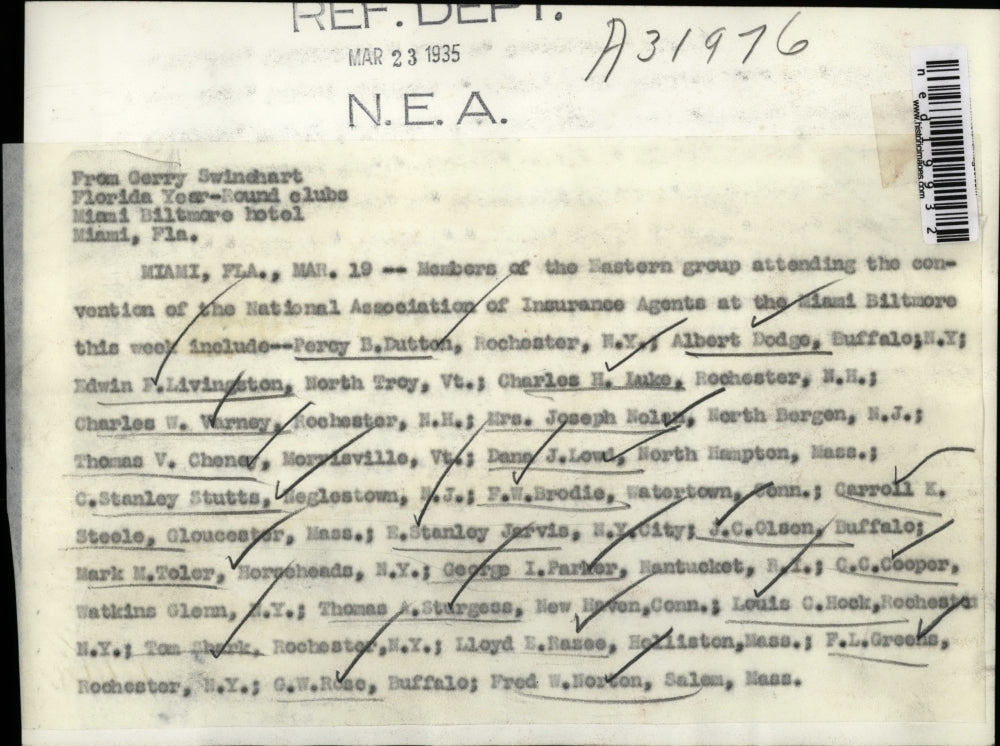 REF. DEPT.
MAR 23 1935
A31976
N. E. A.
ned19932
www.historicimages.com
From Gerry Swinehart
Florida Year-Round clubs
Miami Biltmore hotel
Miami, Fla.
MIAMI, FLA., MAR. 19 -- Members of the Eastern group attending the con-
vention of the National Association of Insurance Agents at the Miami Biltmore
this week include--Percy B.Dutton, Rochester, N.Y.; Albert Dodge, Buffalo;N.Y;
Edwin P.Livingston, North Troy, Vt.; Charles H. Luke, Rochester, N.H.;
Charles W. Varney, Rochester, N.H.; Mrs. Joseph Nolan, North Bergen, N.J.;
Thomas V. Cheney, Morrisville, Vt.; Dana J.Lowd, North Hampton, Mass.;
C.Stanley Stutts, N.J.; F.W.Brodie, Watertown, Conn.; Carroll K.
Steele, Gloucester, Mass.; Stanley Jarvis, N.Y.City; J.C.Olsen, Buffalo;
Mark M.Toler, Horseheads, N.Y.; George I.Parker, Nantucket, R.I.; C.C.Cooper,
Watkins Glenn, N.Y.; Thomas A.Sturgess, New Haven,Conn.; Louis C.Hock,Rochester
N.Y.; Tom Rochester,N.Y.; Lloyd E.Razee, Holliston,Mass.; F.L.Greene,
Rochester, N.Y.; G.W.Rose, Buffalo; Fred W.Norton, Salem, Mass.